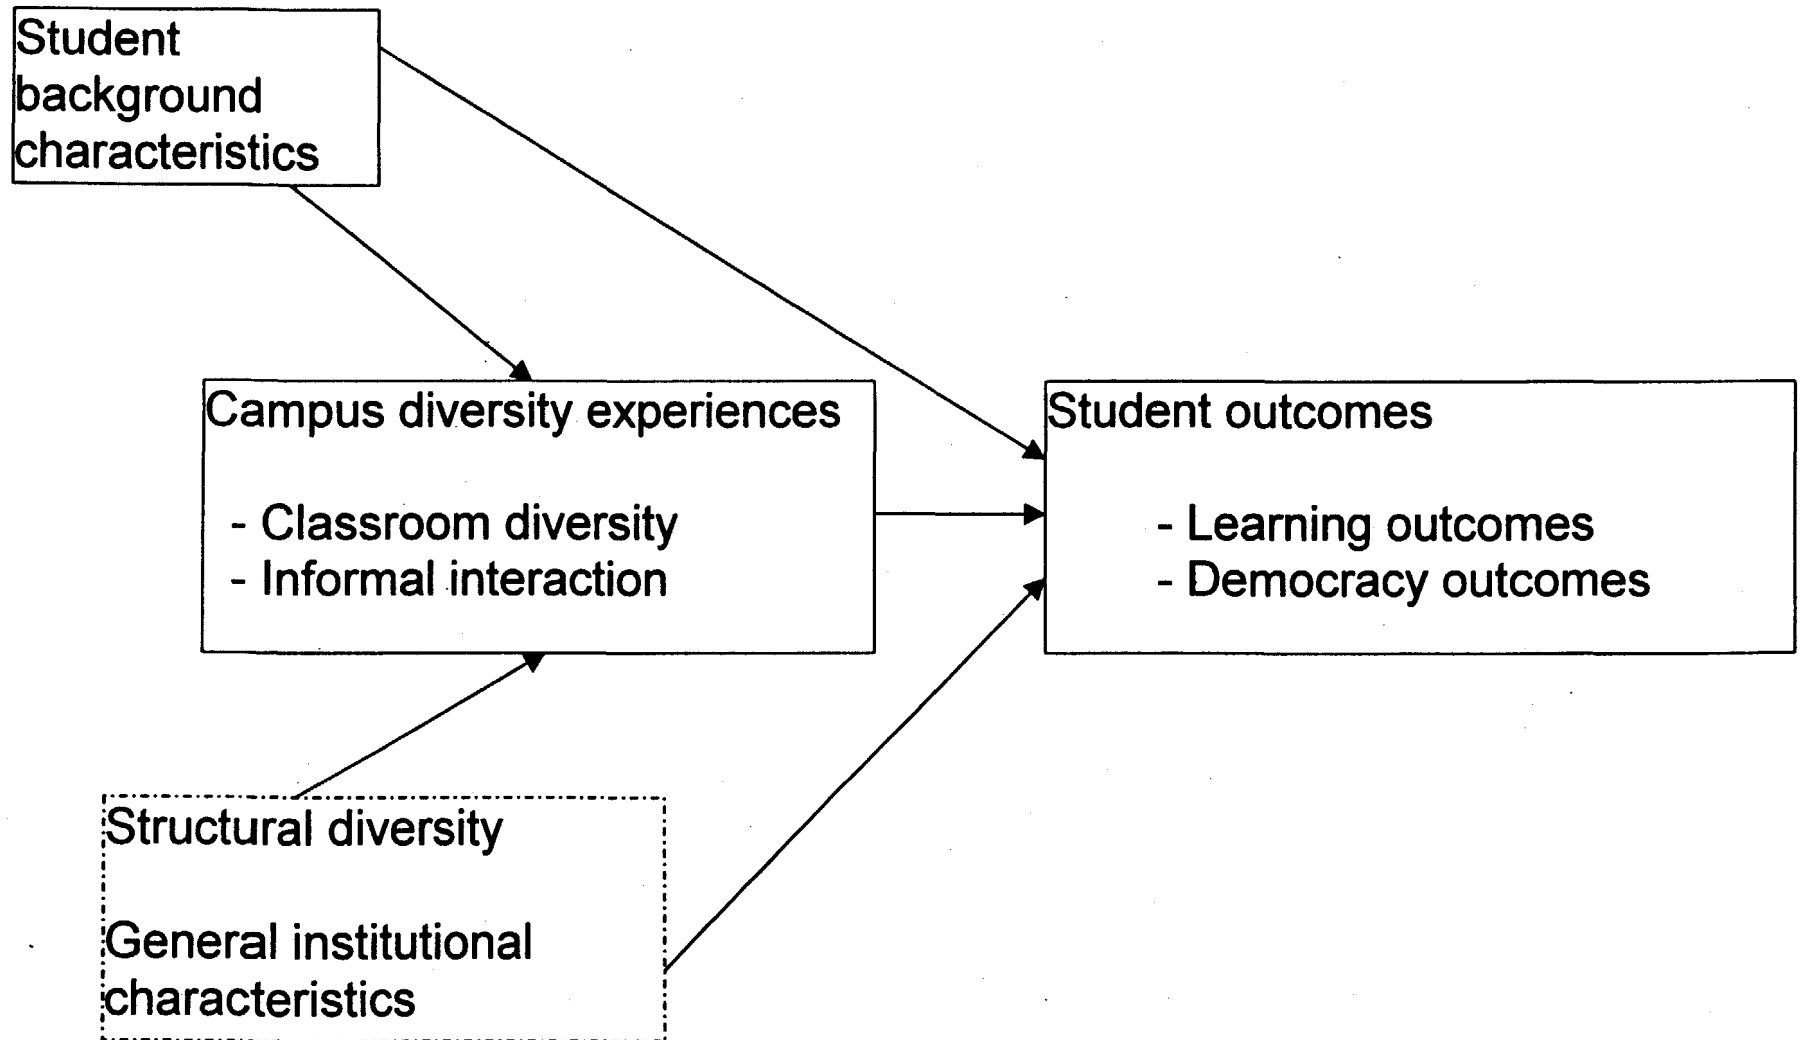 Student
background
characteristics
Campus diversity experiences
- Classroom diversity
- Informal interaction
Student outcomes
- Learning outcomes
- Democracy outcomes
Structural diversity
General institutional
characteristics